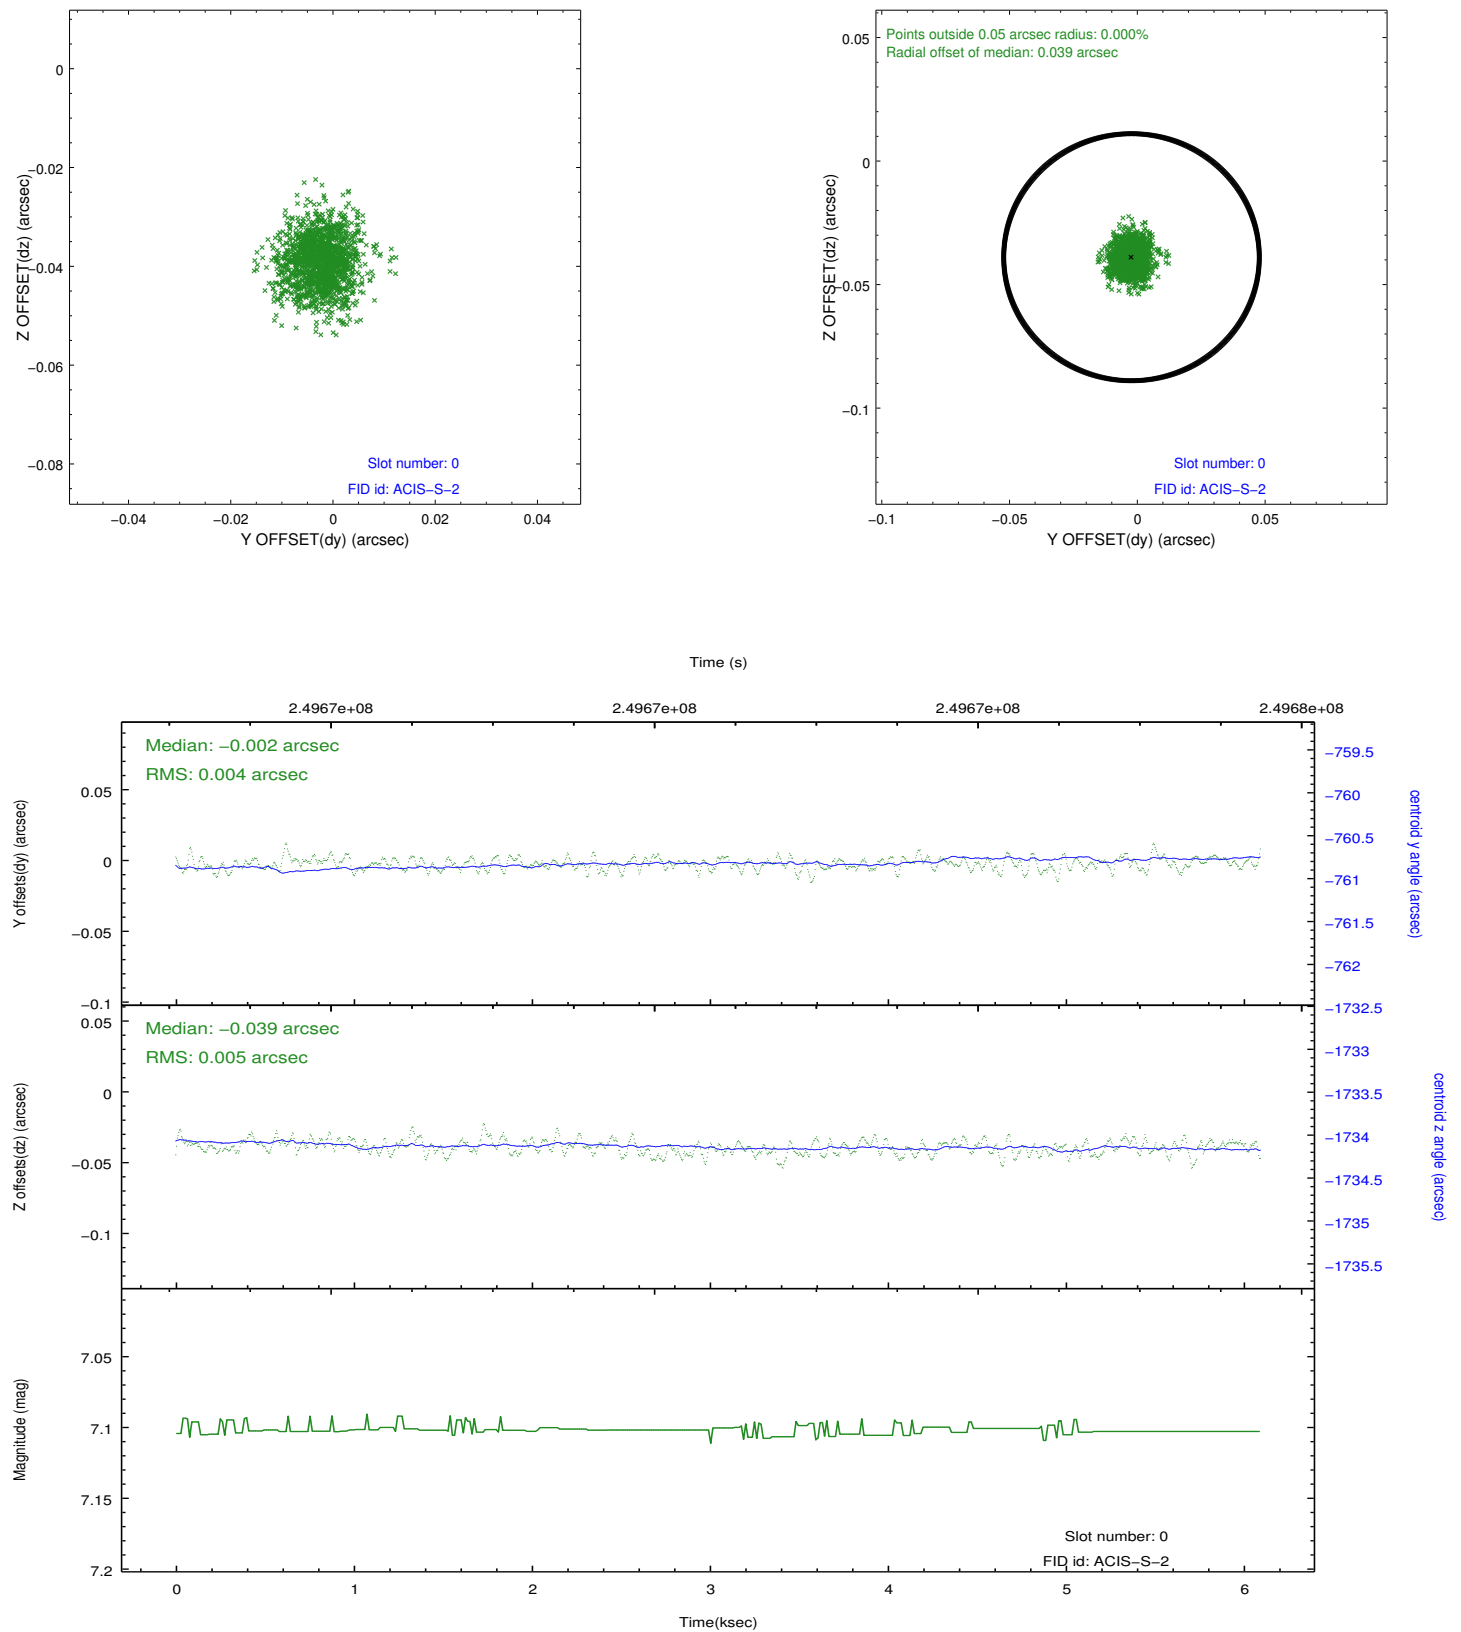 0
−0.02
−0.04
−0.06
−0.08
Z OFFSET(dz) (arcsec)
Slot number: 0
FID id: ACIS−S−2
−0.04
−0.02
0
0.02
0.04
Y OFFSET(dy) (arcsec)
Points outside 0.05 arcsec radius: 0.000%
Radial offset of median: 0.039 arcsec
0.05
0
−0.05
−0.1
Z OFFSET(dz) (arcsec)
Slot number: 0
FID id: ACIS−S−2
−0.1
−0.05
0
0.05
Y OFFSET(dy) (arcsec)
Time (s)
2.4967e+08
2.4967e+08
2.4967e+08
2.4968e+08
Median: −0.002 arcsec
RMS: 0.004 arcsec
0.05
0
−0.05
−0.1
Y offsets(dy) (arcsec)
−759.5
−760
−760.5
−761
−761.5
−762
centroid y angle (arcsec)
Median: −0.039 arcsec
RMS: 0.005 arcsec
0.05
0
−0.05
−0.1
Z offsets(dz) (arcsec)
−1732.5
−1733
−1733.5
−1734
−1734.5
−1735
−1735.5
centroid z angle (arcsec)
7.05
7.1
7.15
7.2
Magnitude (mag)
Slot number: 0
FID id: ACIS−S−2
0
1
2
3
4
5
6
Time(ksec)